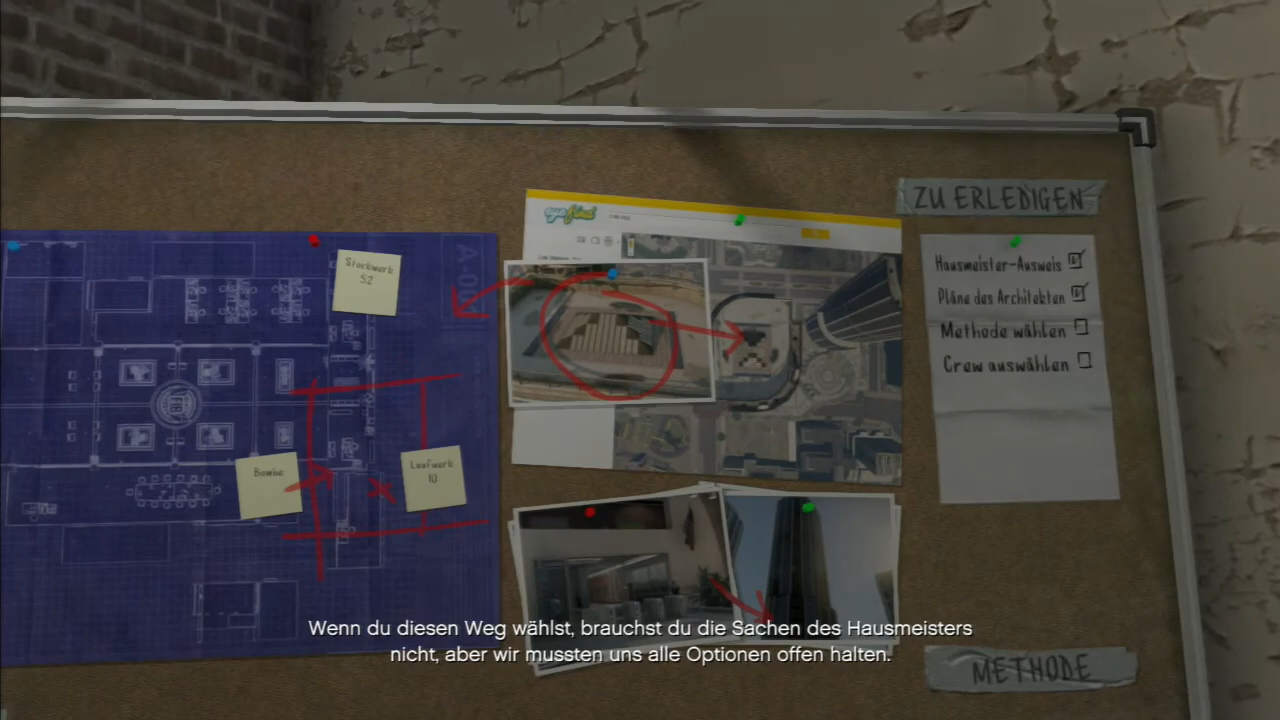 ZU ERLEDIGEN
eyefind
Stockwerk
52
Hausmeister-Ausweis
Pläne des Architekten
Methode wählen
Crew auswählen
Laufwerk
10
Wenn du diesen Weg wählst, brauchst du die Sachen des Hausmeisters
nicht, aber wir mussten uns alle Optionen offen halten.
METHODE